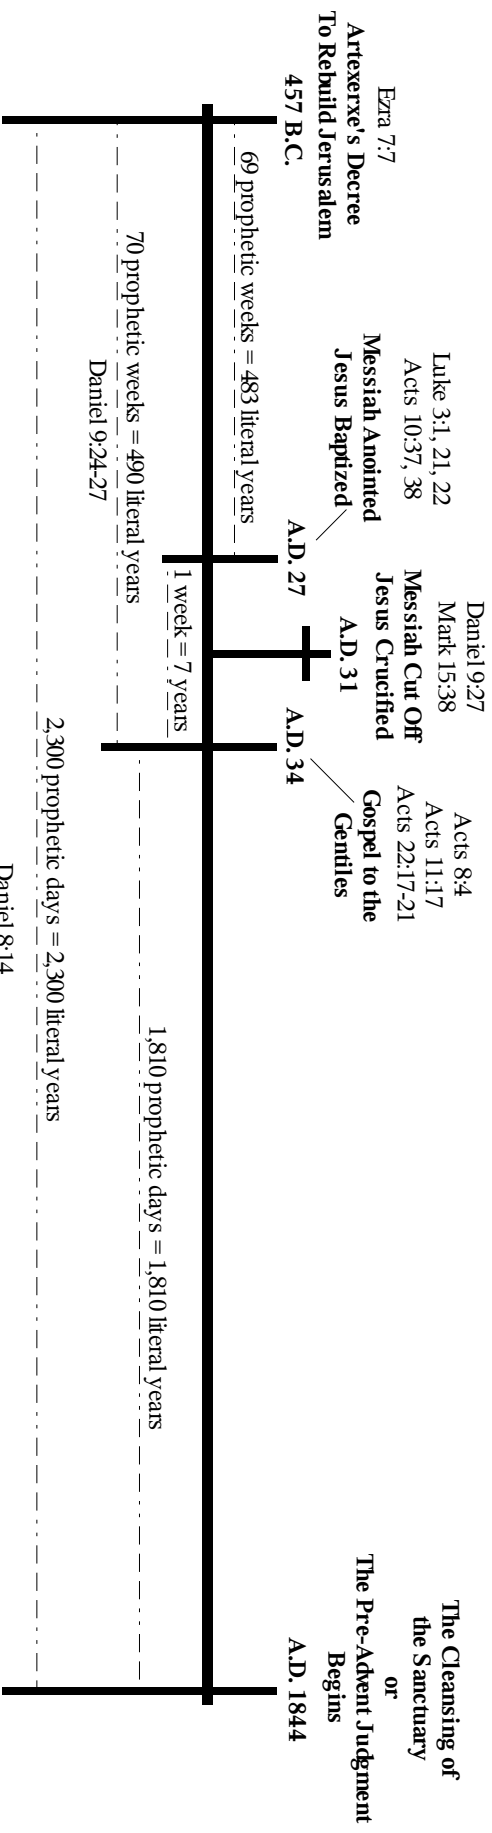 Ezra 7:7
Artexerxe's Decree
To Rebuild Jerusalem
457 B.C.
Luke 3:1, 21, 22
Acts 10:37, 38
Messiah Anointed
Jesus Baptized
A.D. 27
Daniel 9:27
Mark 15:38
Messiah Cut Off
Jesus Crucified
A.D. 31
Acts 8:4
Acts 11:17
Acts 22:17-21
Gospel to the
Gentiles
A.D. 34
The Cleansing of
the Sanctuary
or
The Pre-Advent Judgment
Begins
A.D. 1844
69 prophetic weeks = 483 literal years
1 week = 7 years
1,810 prophetic days = 1,810 literal years
70 prophetic weeks = 490 literal years
Daniel 9:24-27
2,300 prophetic days = 2,300 literal years
Daniel 8:14